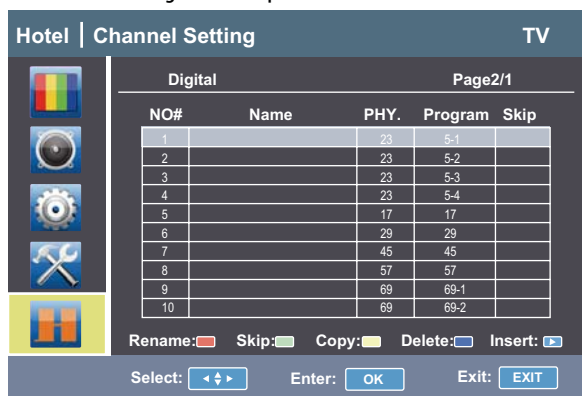 Hotel | Channel Setting TV
Digital Page2/1
NO# Name PHY. Program Skip
1 23 5-1
2 23 5-2
3 23 5-3
4 23 5-4
5 17 17
6 29 29
7 45 45
8 57 57
9 69 69-1
10 69 69-2
Rename: Skip: Copy: Delete: Insert:
Select: Enter: OK Exit: EXIT